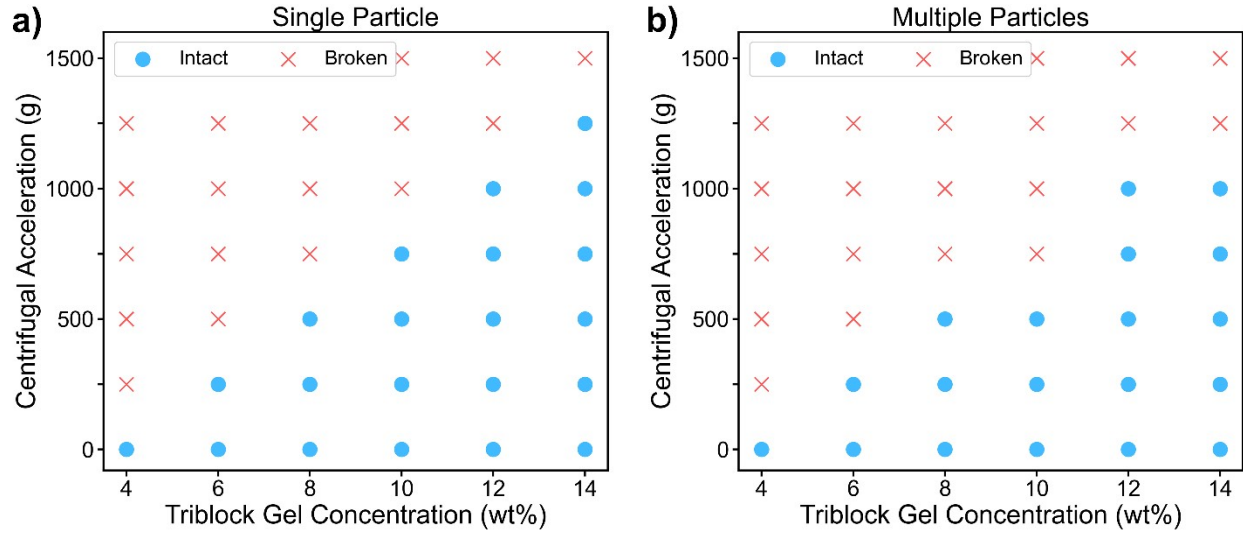 a)
Single Particle
Intact
Broken
Centrifugal Acceleration (g)
1500
1000
500
0
4 6 8 10 12 14
Triblock Gel Concentration (wt%)
b)
Multiple Particles
Intact
Broken
Centrifugal Acceleration (g)
1500
1000
500
0
4 6 8 10 12 14
Triblock Gel Concentration (wt%)